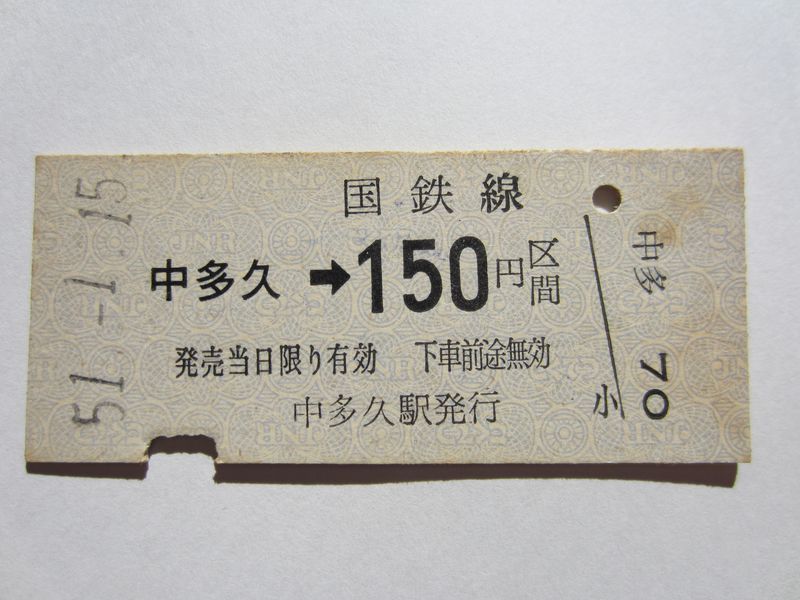 51.-1.15
国鉄線
中多久 ➡ 150円区間
発売当日限り有効 下車前途無効
中多久駅発行
小
中多 70